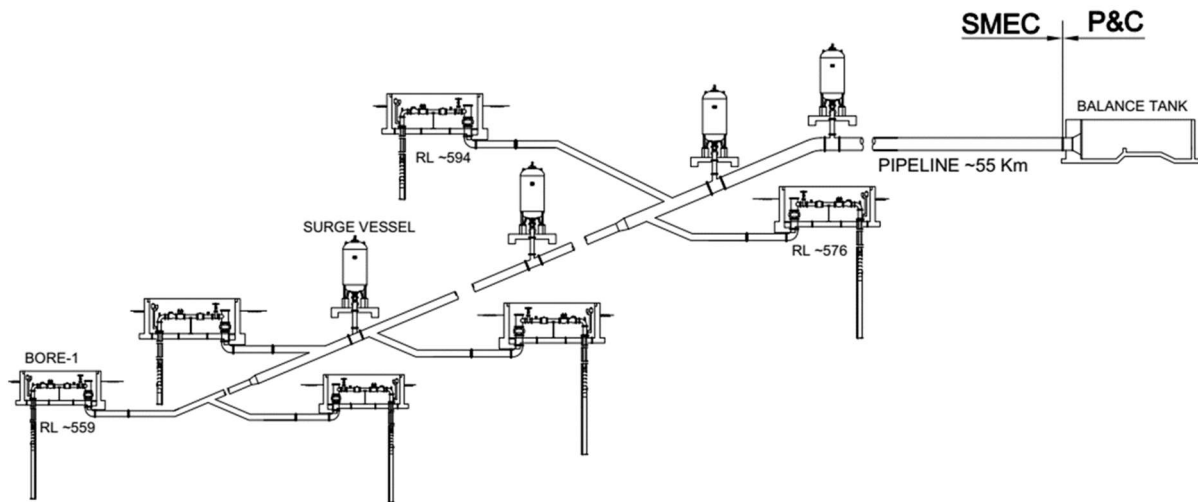 SMEC P&C
BALANCE TANK
RL ~594
PIPELINE ~55 Km
SURGE VESSEL
RL ~576
BORE-1
RL ~559